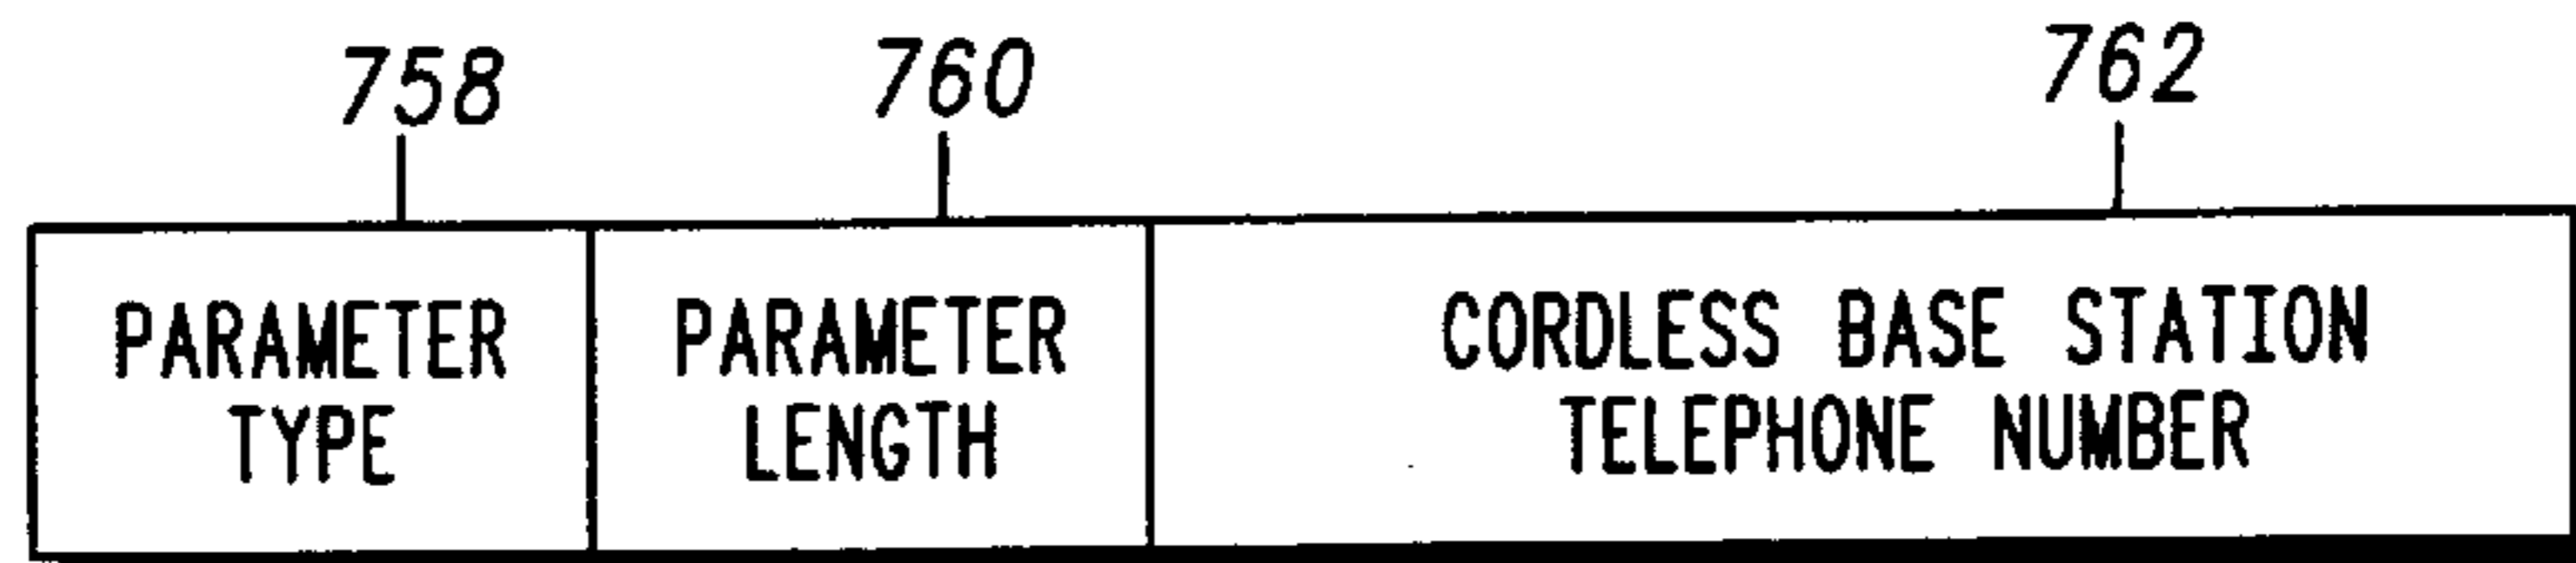 758 760 762
PARAMETER PARAMETER CORDLESS BASE STATION
TYPE LENGTH TELEPHONE NUMBER